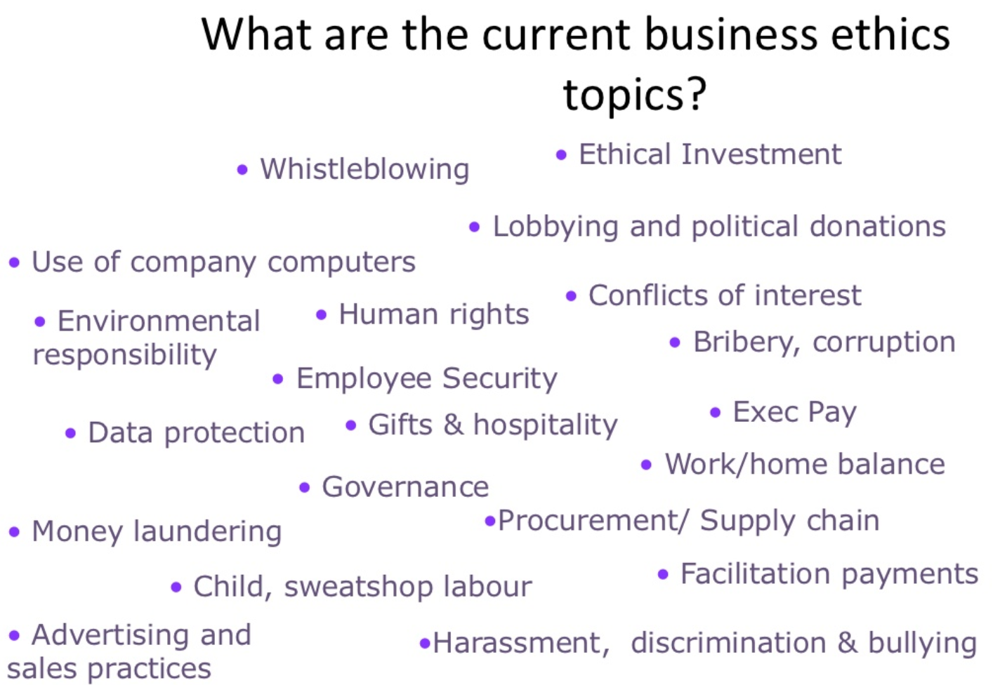 What are the current business ethics
topics?
• Whistleblowing
• Ethical Investment
• Lobbying and political donations
• Use of company computers
• Conflicts of interest
• Environmental
responsibility
• Human rights
• Bribery, corruption
• Employee Security
• Exec Pay
• Data protection
• Gifts & hospitality
• Work/home balance
• Governance
•Procurement/ Supply chain
• Money laundering
• Facilitation payments
• Child, sweatshop labour
• Advertising and
sales practices
•Harassment,  discrimination & bullying